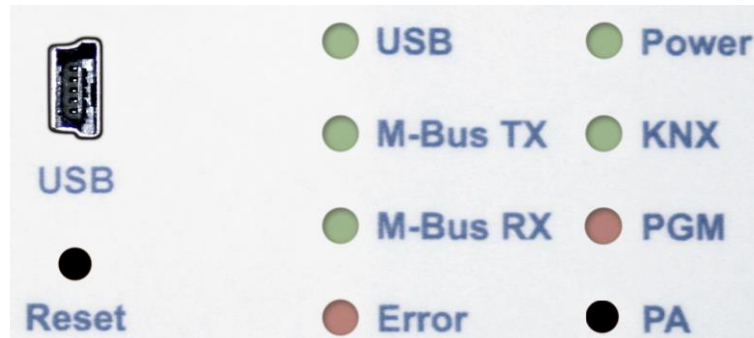 USB Power
M-Bus TX KNX
USB
M-Bus RX PGM
Reset Error PA